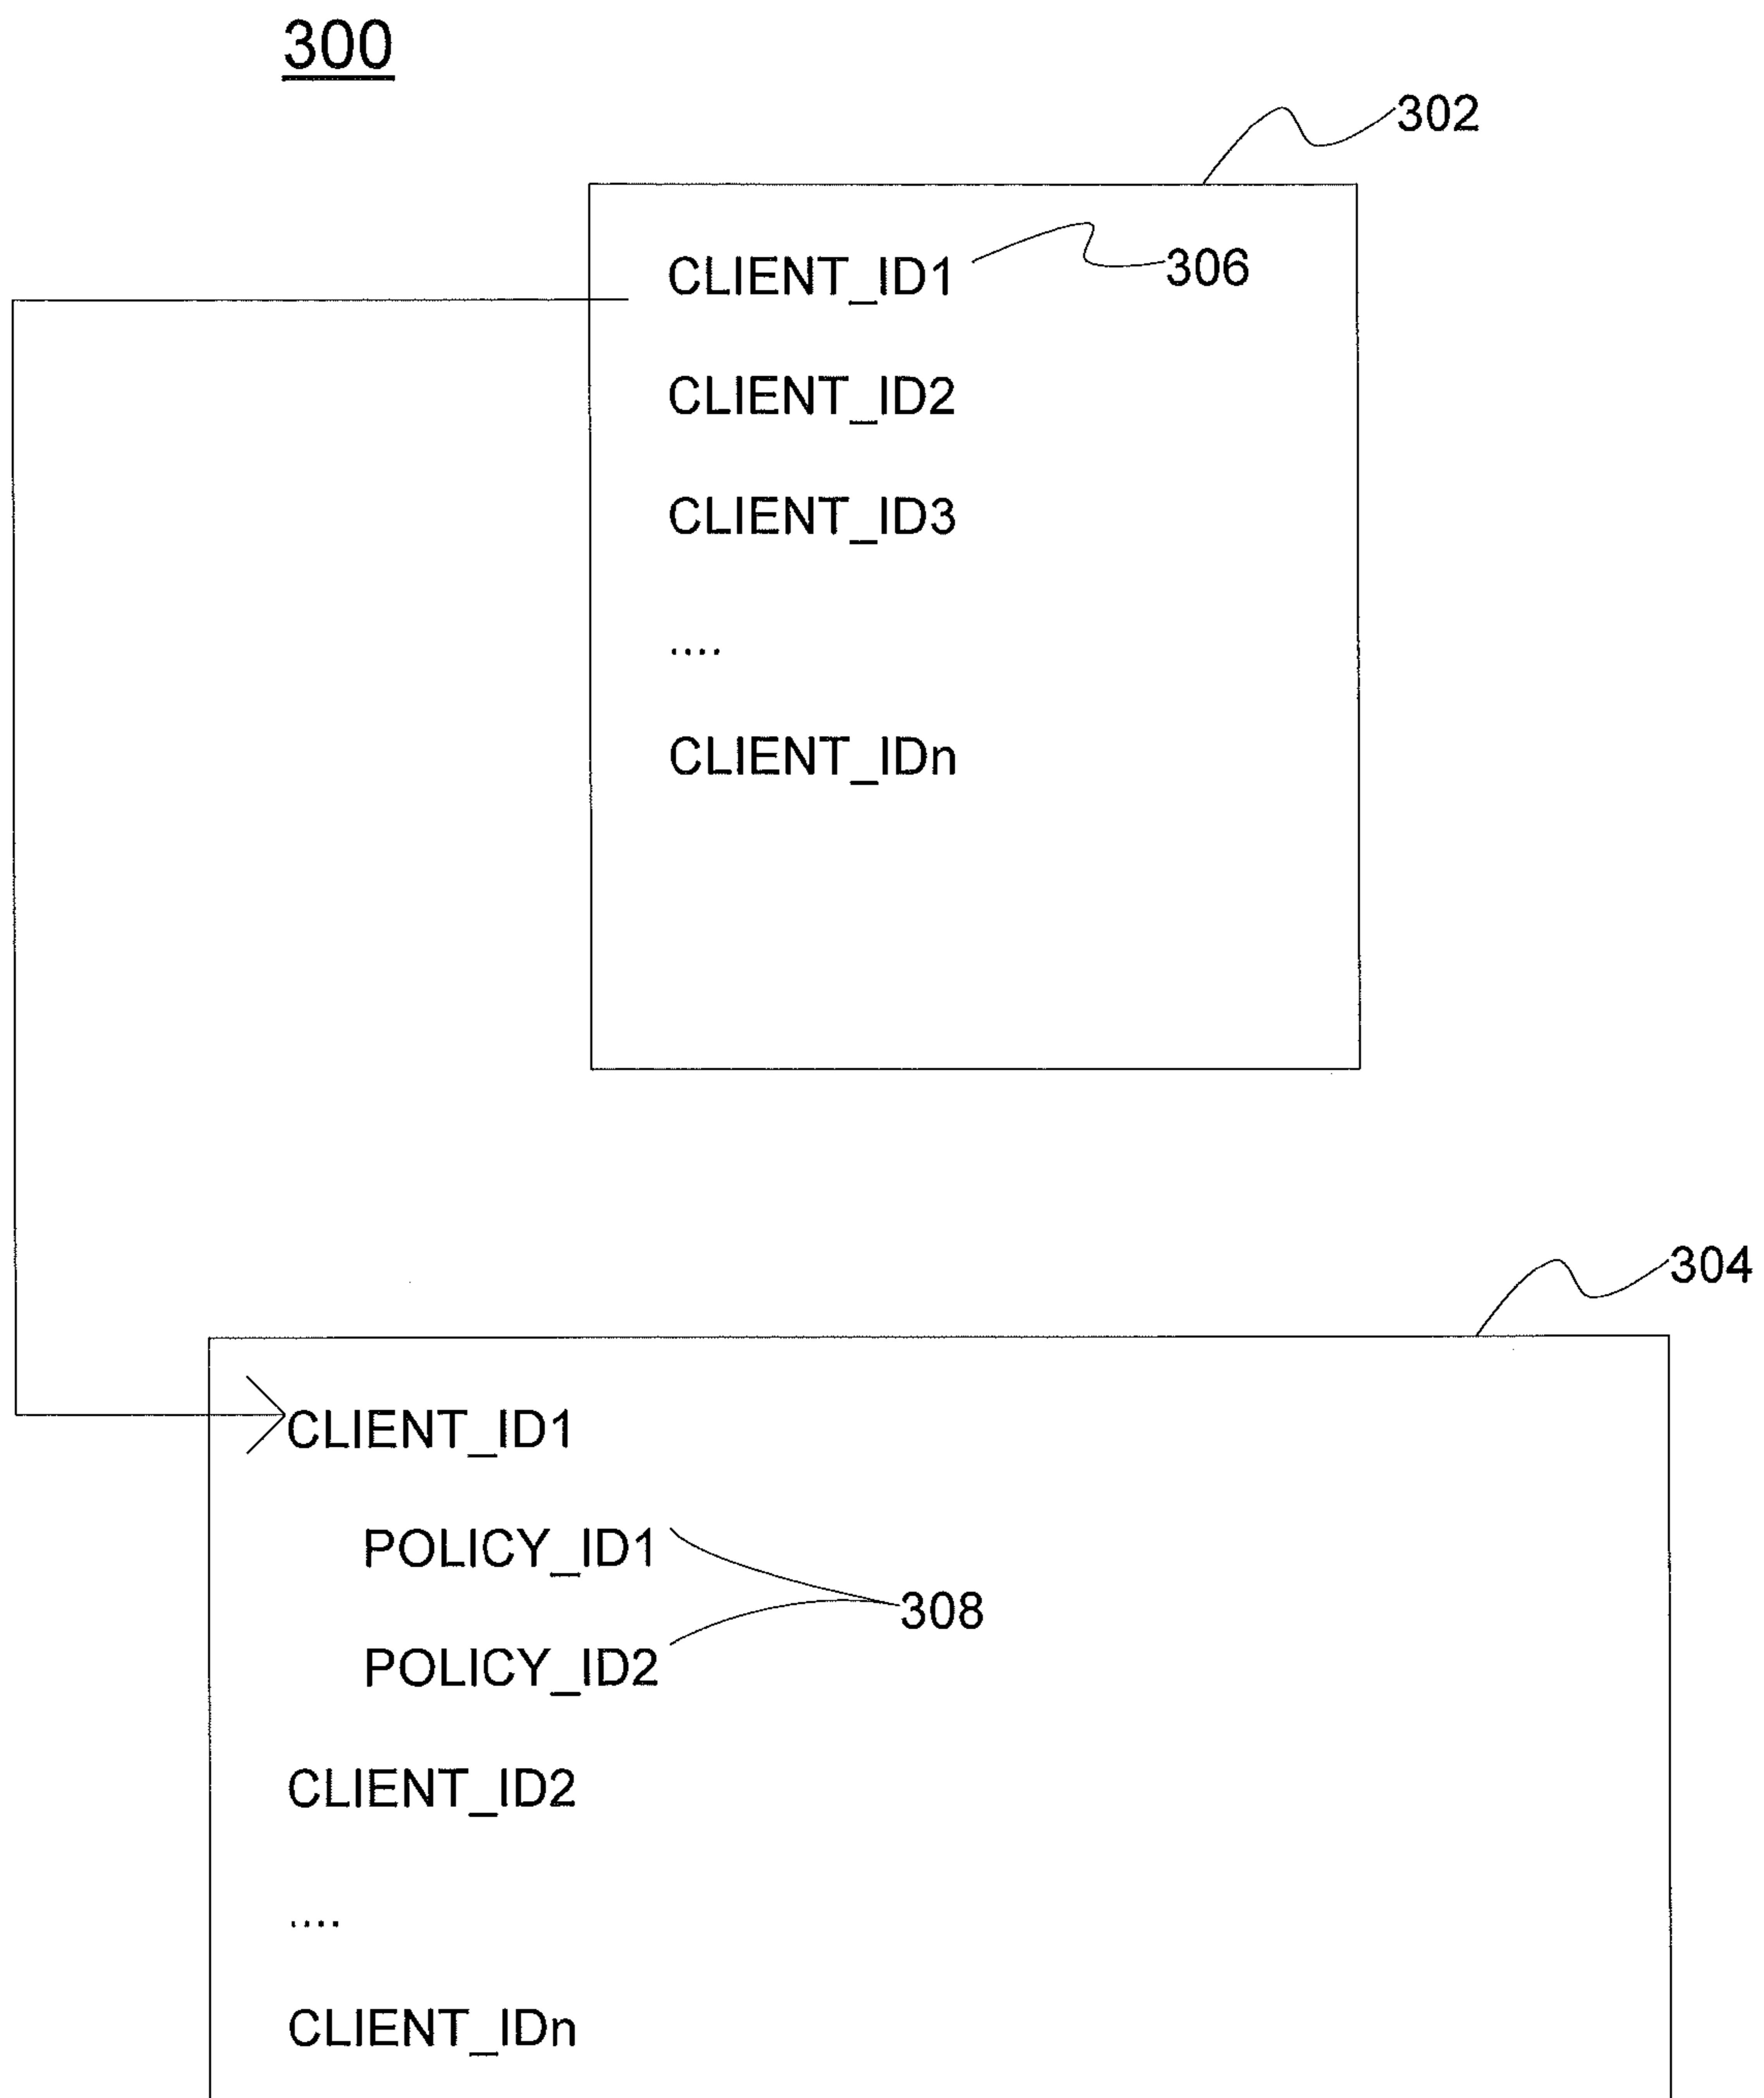 300
302
CLIENT_ID1 306
CLIENT_ID2
CLIENT_ID3
....
CLIENT_IDn
304
CLIENT_ID1
POLICY_ID1
308
POLICY_ID2
CLIENT_ID2
....
CLIENT_IDn